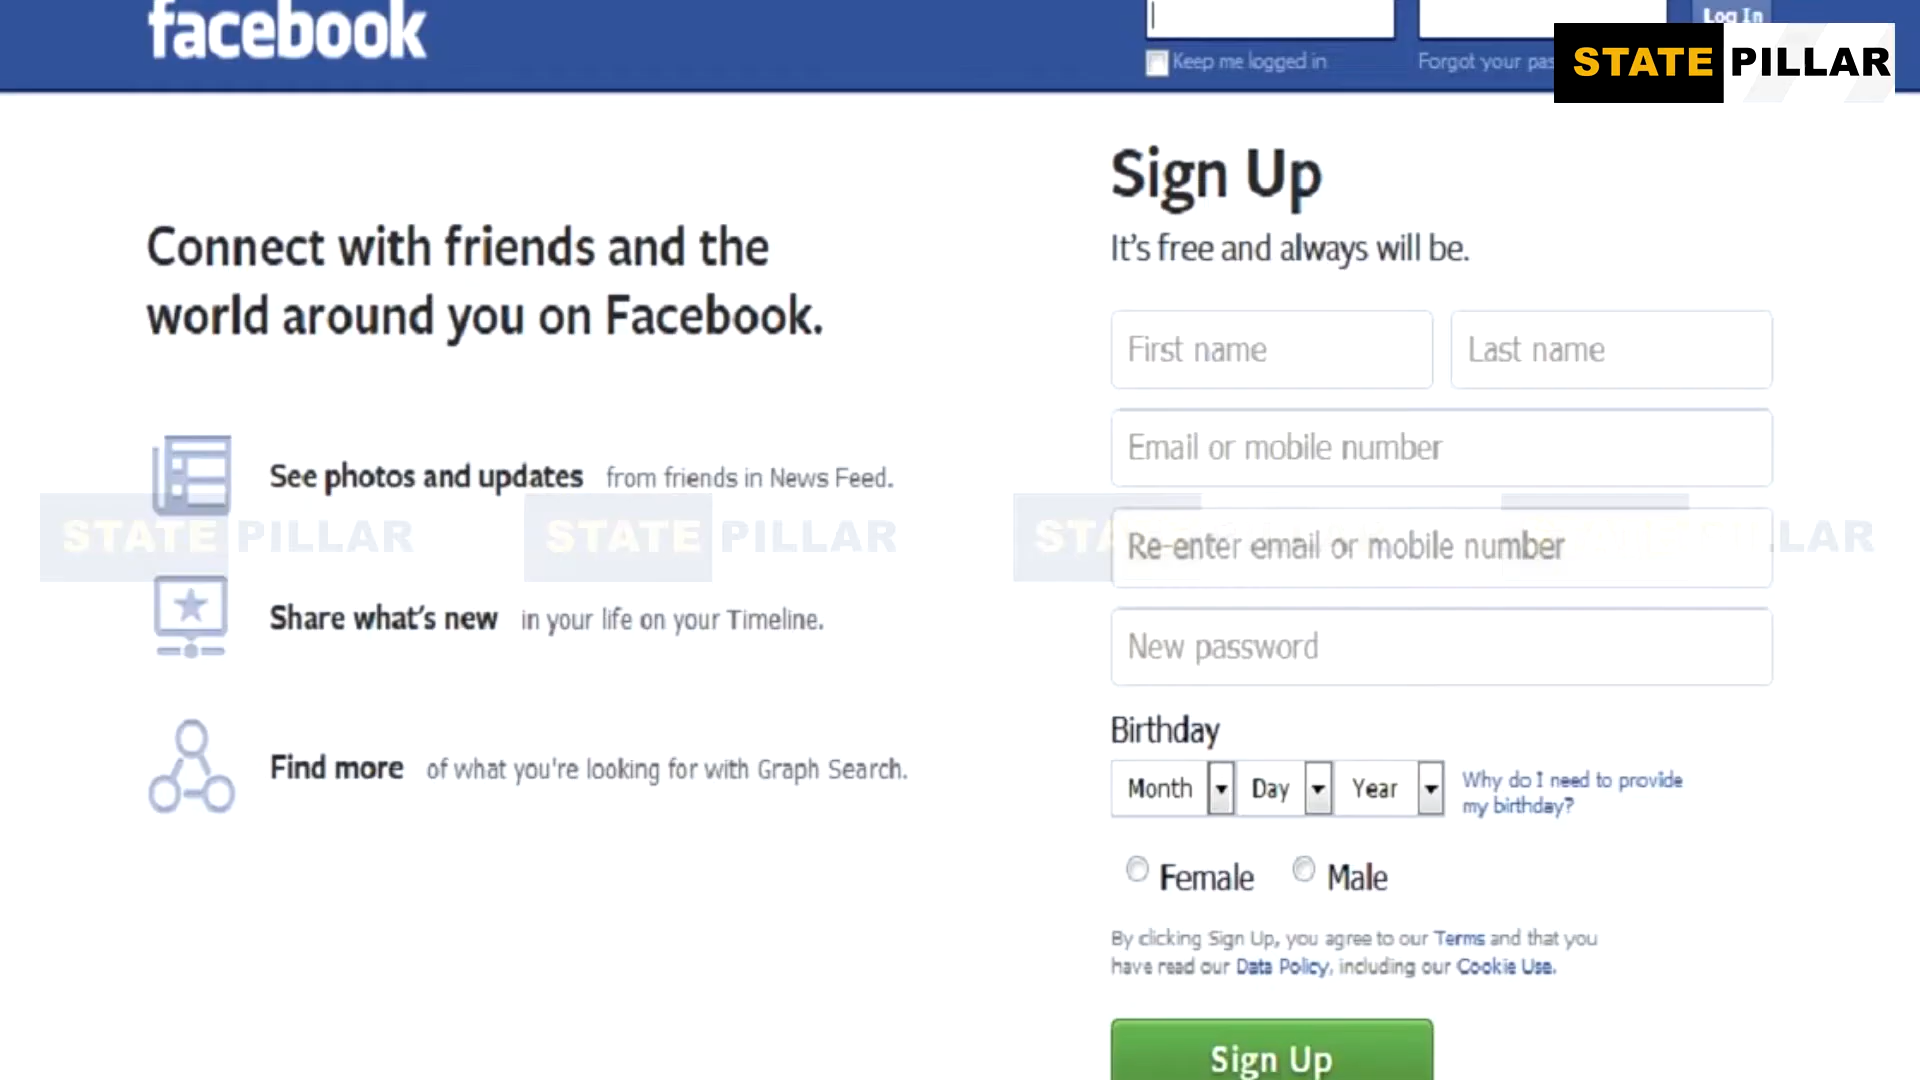 facebook
Log In
Keep me logged in
Forgot your pas
STATE PILLAR
Sign Up
It's free and always will be.
Connect with friends and the
world around you on Facebook.
First name
Last name
Email or mobile number
See photos and updates from friends in News Feed.
STATE PILLAR
STATE PILLAR
STA
LAR
Re-enter email or mobile number
Share what's new in your life on your Timeline.
New password
Birthday
Find more of what you're looking for with Graph Search.
Month Day Year
Why do I need to provide
my birthday?
Female Male
By clicking Sign Up, you agree to our Terms and that you
have read our Data Policy, including our Cookie Use.
Sign Up